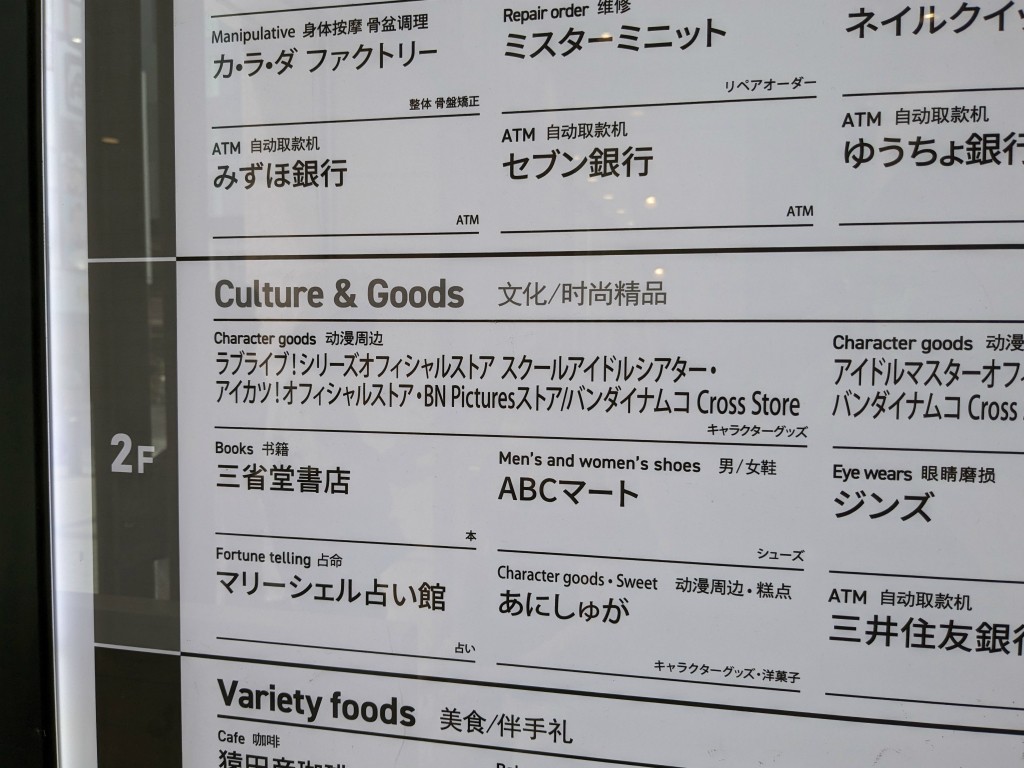 Manipulative 身体按摩 骨盆调理
カ・ラ・ダ ファクトリー
整体 骨盤矯正
Repair order 维修
ミスターミニット
リペアオーダー
ネイルクイ
ATM 自动取款机
みずほ銀行
ATM
ATM 自动取款机
セブン銀行
ATM
ATM 自动取款机
ゆうちょ銀行
2F
Culture & Goods 文化/时尚精品
Character goods 动漫周边
ラブライブ!シリーズオフィシャルストア スクールアイドルシアター・
アイカツ!オフィシャルストア・BN Picturesストア//バンダイナムコ Cross Store
キャラクターグッズ
Character goods 动漫
アイドルマスターオフ
バンダイナムコ Cross
Books 书籍
三省堂書店
本
Men's and women's shoes 男/女鞋
ABCマート
シューズ
Eye wears 眼睛磨损
ジンズ
Fortune telling 占命
マリーシェル占い館
占い
Character goods・Sweet 动漫周边・糕点
あにしゅが
キャラクターグッズ・洋菓子
ATM 自动取款机
三井住友銀行
Variety foods 美食/伴手礼
Cafe 咖啡